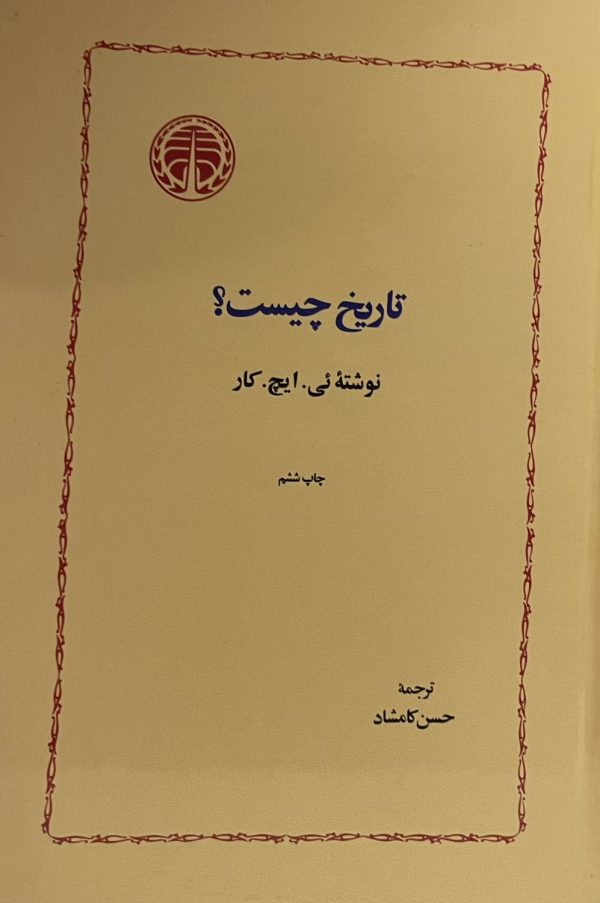 تاریخ چیست؟
نوشتهٔ ئی. ایچ. کار
چاپ ششم
ترجمهٔ
حسن کامشاد